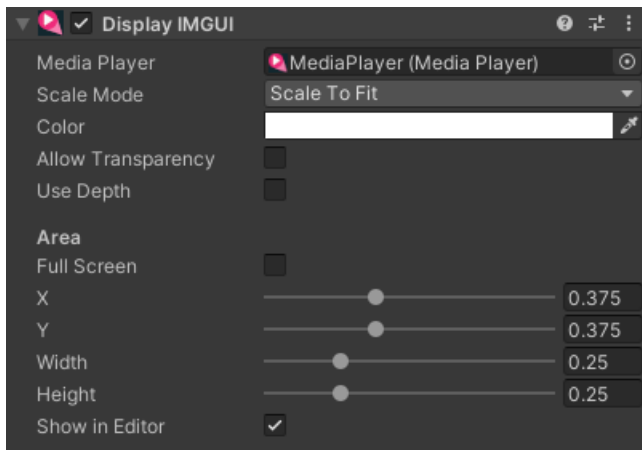 Display IMGUI
Media Player MediaPlayer (Media Player)
Scale Mode Scale To Fit
Color
Allow Transparency
Use Depth
Area
Full Screen
X 0.375
Y 0.375
Width 0.25
Height 0.25
Show in Editor